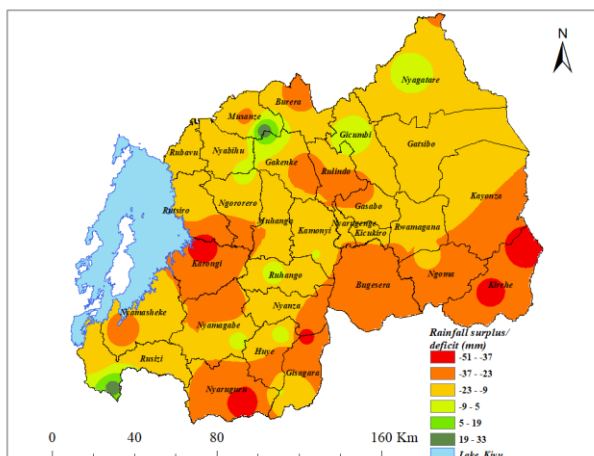 N
Nyagatare
Burera
Musanze
Gicumbi
Gatsibo
Rubavu
Nyabihu
Gakenke
Rulindo
Kayonza
Rutsiro
Ngororero
Gasabo
Muhanga
Kamonyi
Nyarugenge
Kicukiro
Rwamagana
Karongi
Ruhango
Bugesera
Ngoma
Kirehe
Nyamasheke
Nyanza
Nyamagabe
Rusizi
Huye
Nyaruguru
Gisagara
Rainfall surplus/
deficit (mm)
-51 - -37
-37 - -23
-23 - -9
-9 - 5
5 - 19
19 - 33
Lake_Kivu
0 40 80 160 Km